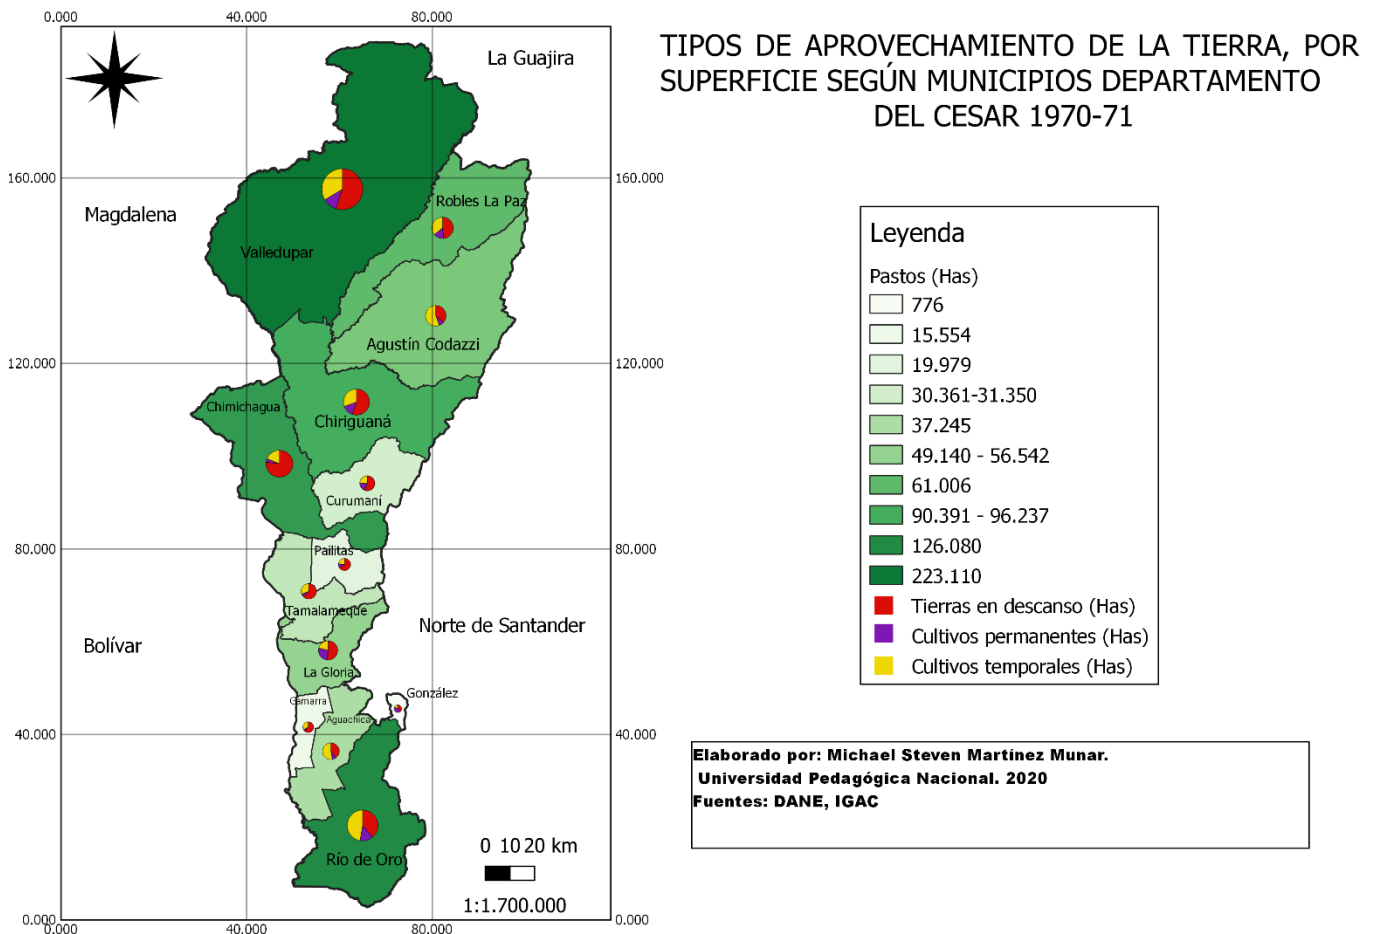 0.000 40.000 80.000
La Guajira
TIPOS DE APROVECHAMIENTO DE LA TIERRA, POR
SUPERFICIE SEGÚN MUNICIPIOS DEPARTAMENTO
DEL CESAR 1970-71
160.000 160.000
Magdalena
Robles La Paz
Valledupar
Agustín Codazzi
120.000 120.000
Chimichagua
Chiriguaná
Curumaní
80.000 80.000
Pailitas
Tamalameque
Norte de Santander
Bolívar
La Gloria
González
Gamarra
Aguachica
40.000 40.000
Río de Oro
0 10 20 km
1:1.700.000
0.000 0.000
0.000 40.000 80.000
Leyenda
Pastos (Has)
776
15.554
19.979
30.361-31.350
37.245
49.140 - 56.542
61.006
90.391 - 96.237
126.080
223.110
Tierras en descanso (Has)
Cultivos permanentes (Has)
Cultivos temporales (Has)
Elaborado por: Michael Steven Martínez Munar.
Universidad Pedagógica Nacional. 2020
Fuentes: DANE, IGAC